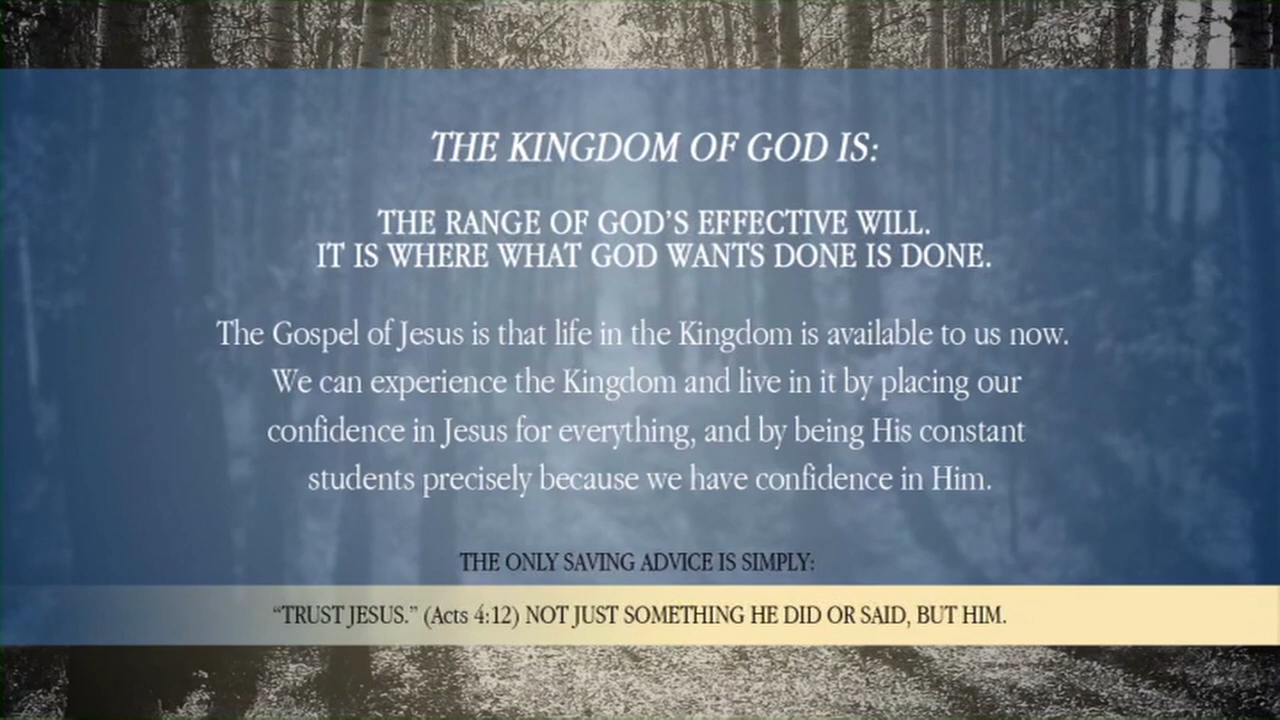 THE KINGDOM OF GOD IS:
THE RANGE OF GOD’S EFFECTIVE WILL.
IT IS WHERE WHAT GOD WANTS DONE IS DONE.
The Gospel of Jesus is that life in the Kingdom is available to us now.
We can experience the Kingdom and live in it by placing our
confidence in Jesus for everything, and by being His constant
students precisely because we have confidence in Him.
THE ONLY SAVING ADVICE IS SIMPLY:
“TRUST JESUS.” (Acts 4:12) NOT JUST SOMETHING HE DID OR SAID, BUT HIM.